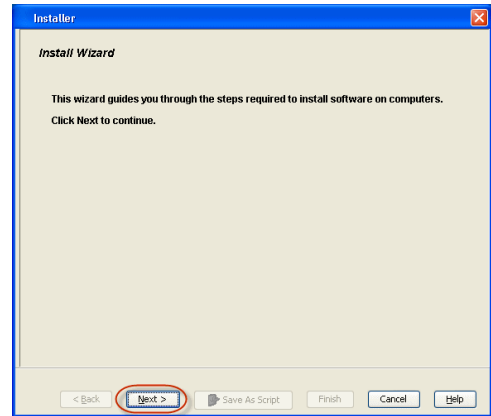 Installer
Install Wizard
This wizard guides you through the steps required to install software on computers.
Click Next to continue.
< Back Next > Save As Script Finish Cancel Help